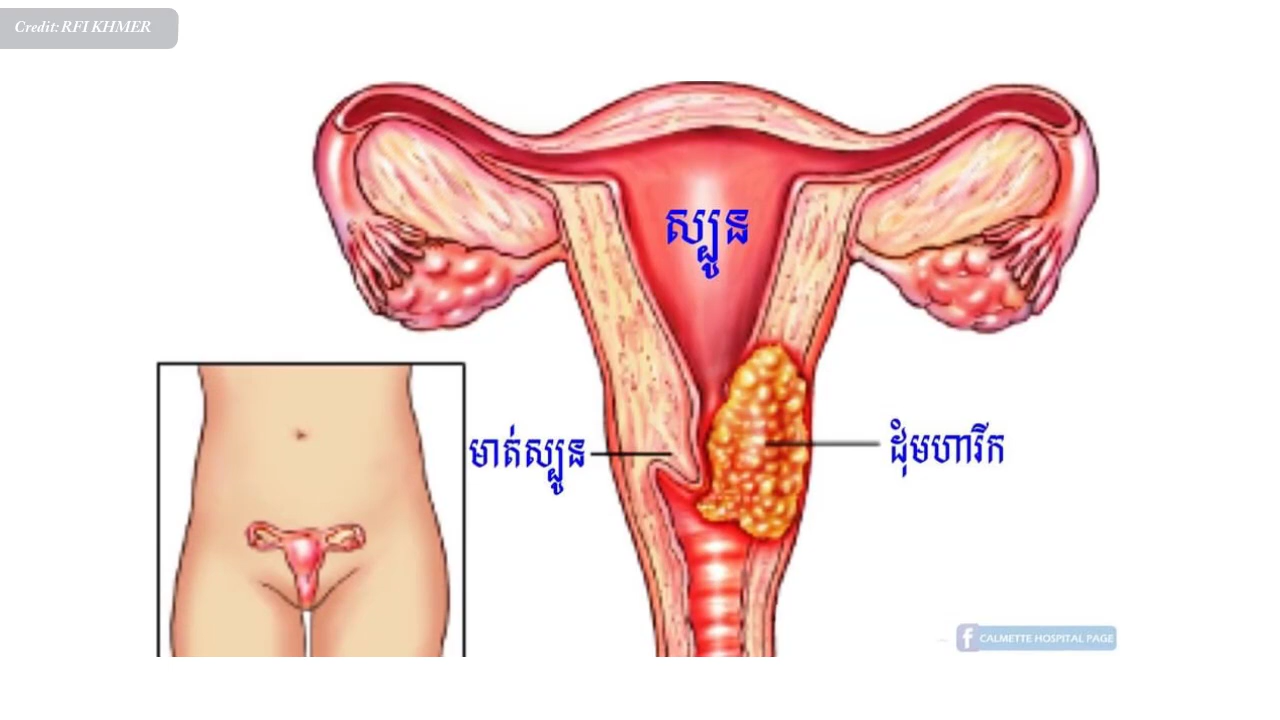 Credit: RFI KHMER
ស្បូន
មាត់ស្បូន
ដុំមហារីក
f CALMETTE HOSPITAL PAGE